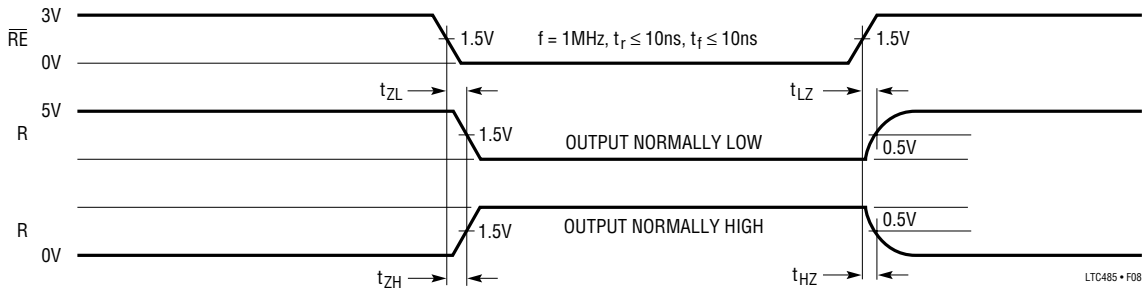 3V
RE
0V
1.5V
f = 1MHz, tr ≤ 10ns, tf ≤ 10ns
1.5V
tZL
tLZ
5V
R
1.5V
OUTPUT NORMALLY LOW
0.5V
R
0V
1.5V
OUTPUT NORMALLY HIGH
0.5V
tZH
tHZ
LTC485 • F08